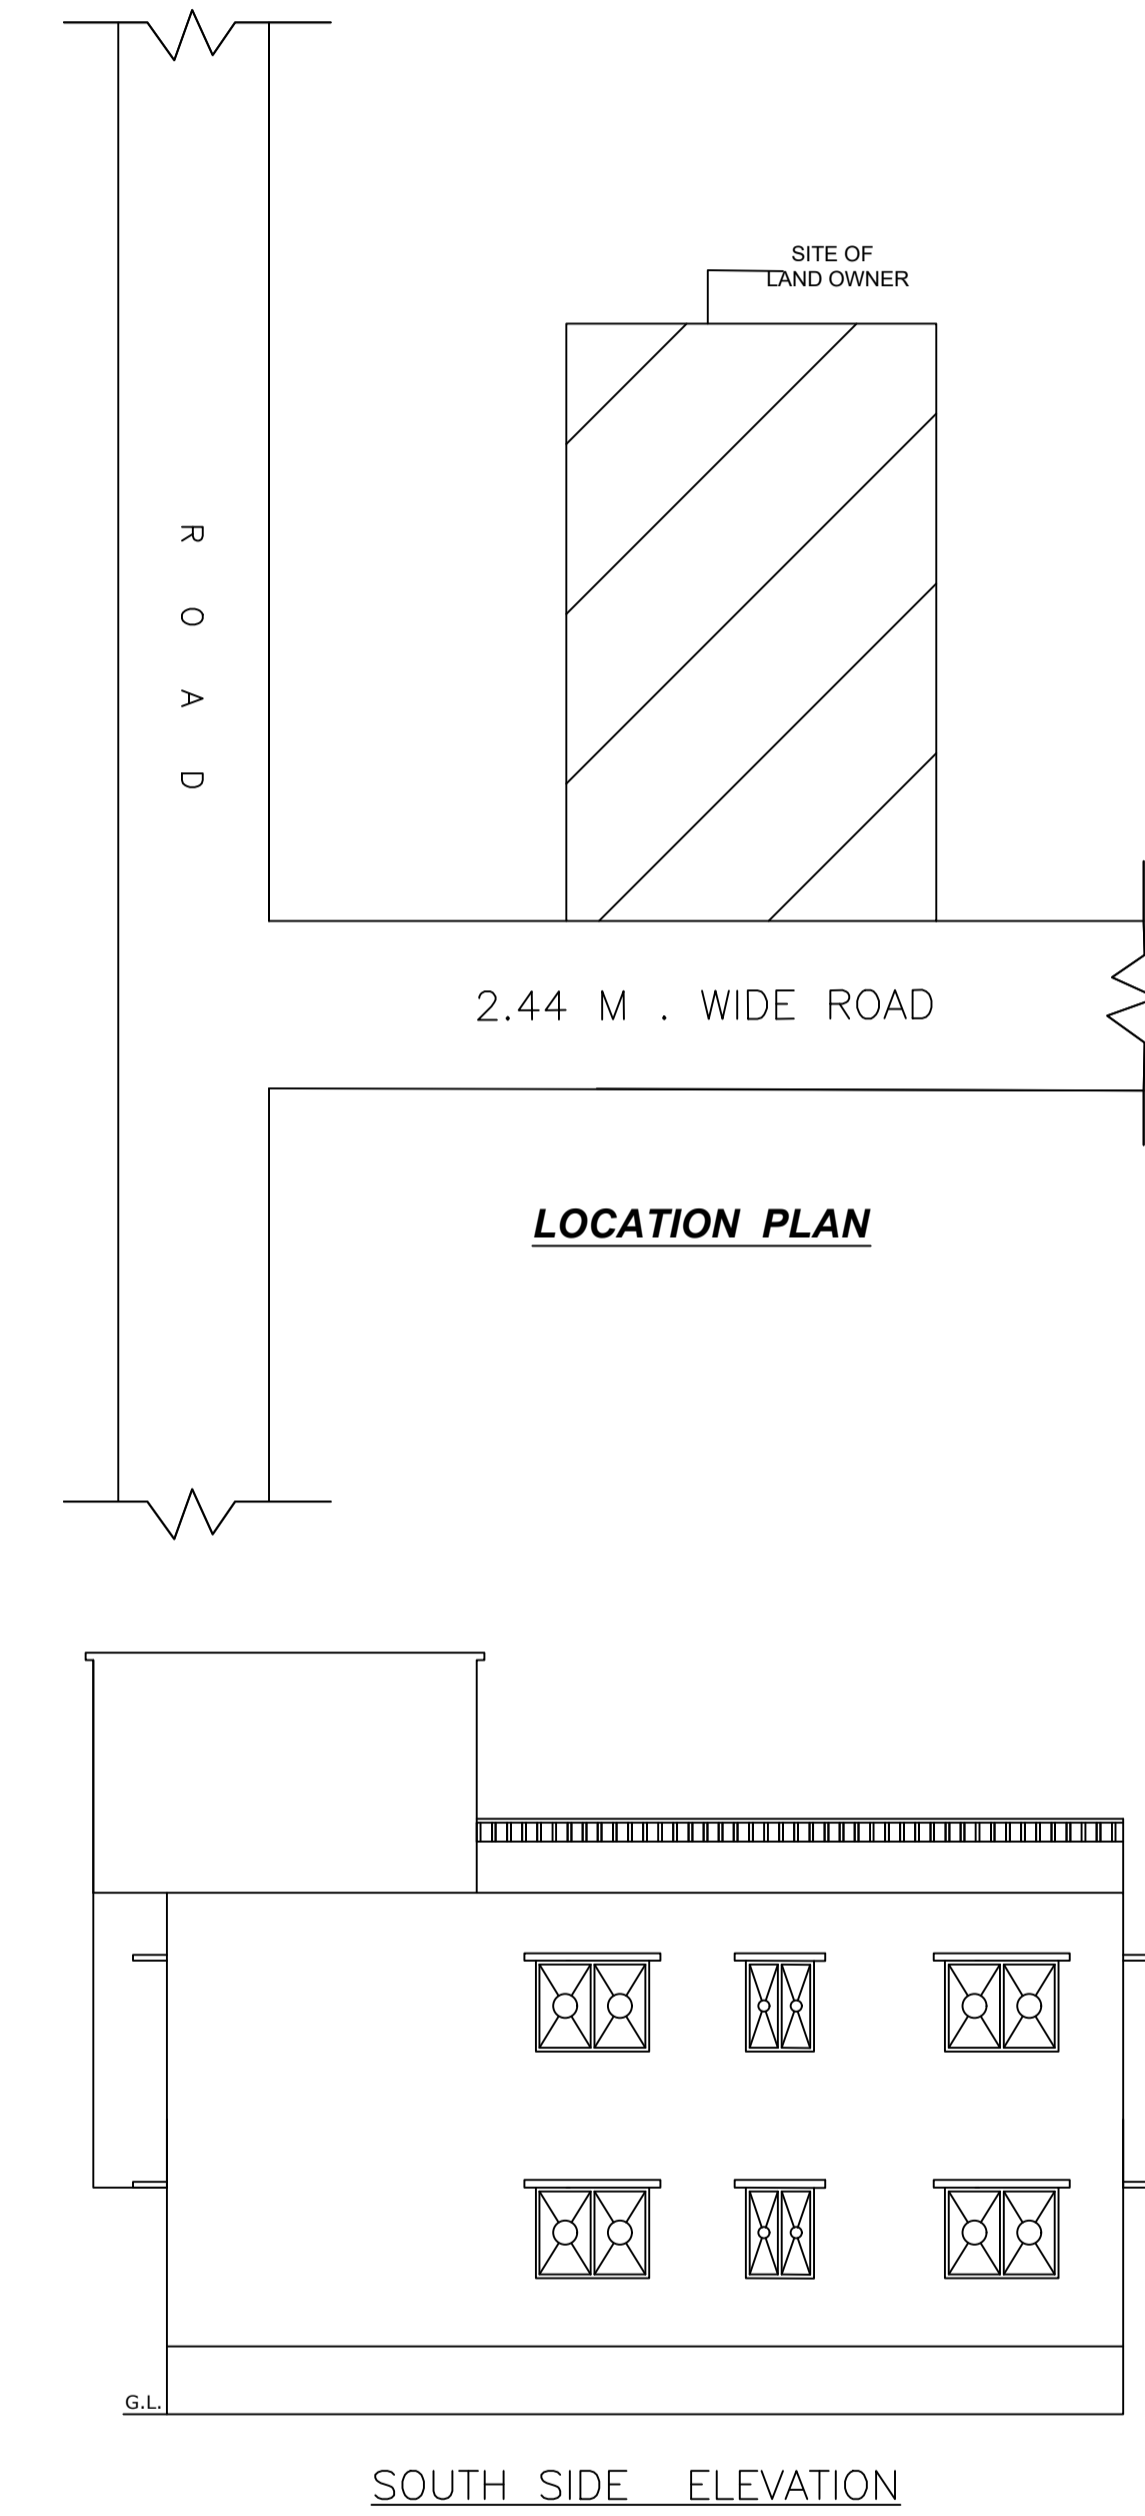 SITE OF
LAND OWNER
R O A D
2.44 M . WIDE ROAD
LOCATION PLAN
G.L.
SOUTH SIDE ELEVATION